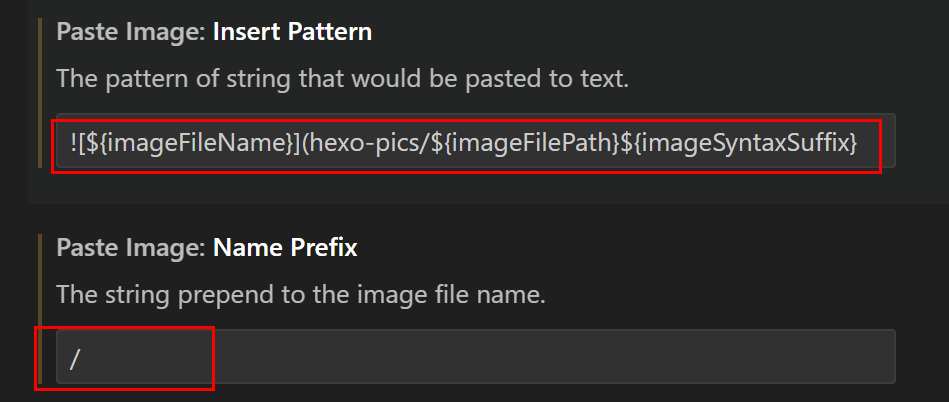 Paste Image: Insert Pattern
The pattern of string that would be pasted to text.
![${imageFileName}](hexo-pics/${imageFilePath}${imageSyntaxSuffix}
Paste Image: Name Prefix
The string prepend to the image file name.
/